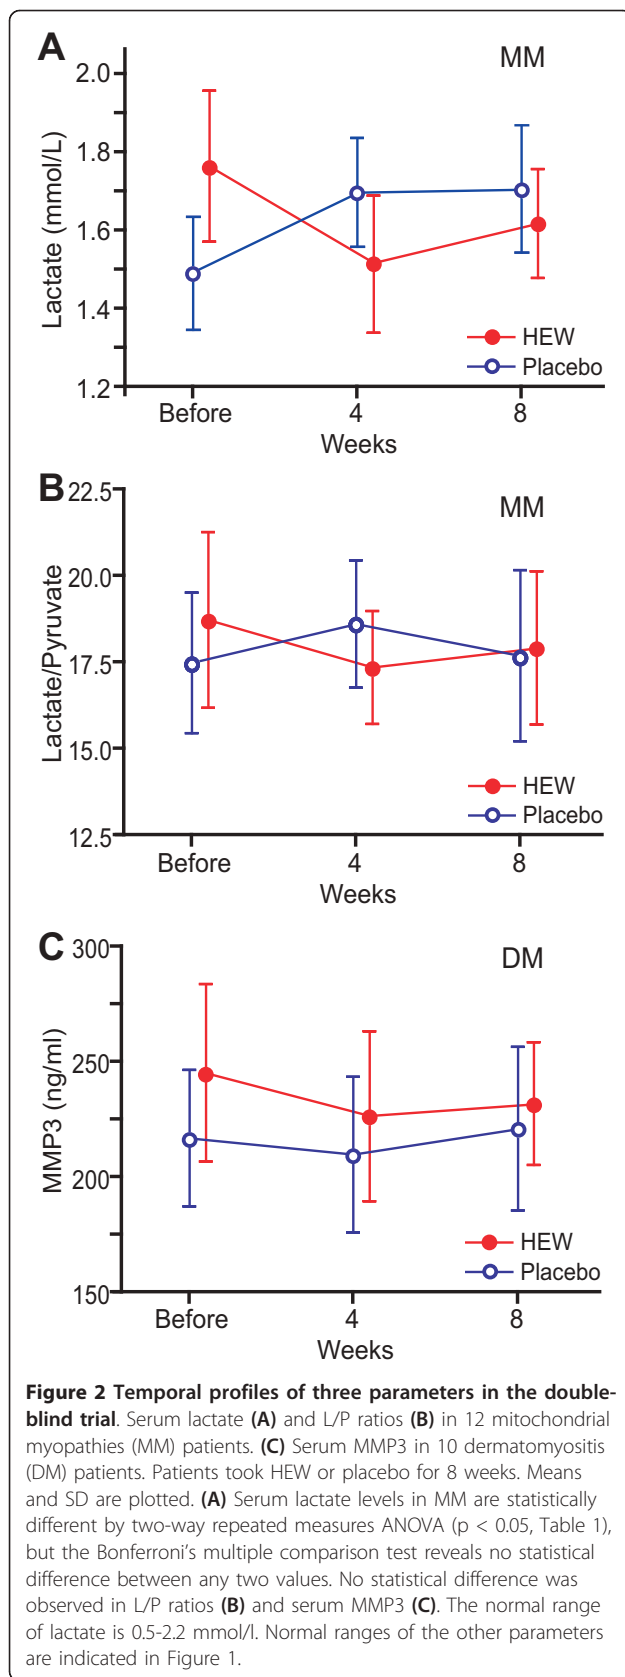 A
MM
2.0
1.8
1.6
1.4
1.2
Lactate (mmol/L)
HEW
Placebo
Before 4 8
Weeks
B
MM
22.5
20.0
17.5
15.0
12.5
Lactate/Pyruvate
HEW
Placebo
Before 4 8
Weeks
C
DM
300
250
200
150
MMP3 (ng/ml)
HEW
Placebo
Before 4 8
Weeks
Figure 2 Temporal profiles of three parameters in the double-
blind trial. Serum lactate (A) and L/P ratios (B) in 12 mitochondrial
myopathies (MM) patients. (C) Serum MMP3 in 10 dermatomyositis
(DM) patients. Patients took HEW or placebo for 8 weeks. Means
and SD are plotted. (A) Serum lactate levels in MM are statistically
different by two-way repeated measures ANOVA (p < 0.05, Table 1),
but the Bonferroni's multiple comparison test reveals no statistical
difference between any two values. No statistical difference was
observed in L/P ratios (B) and serum MMP3 (C). The normal range
of lactate is 0.5-2.2 mmol/l. Normal ranges of the other parameters
are indicated in Figure 1.